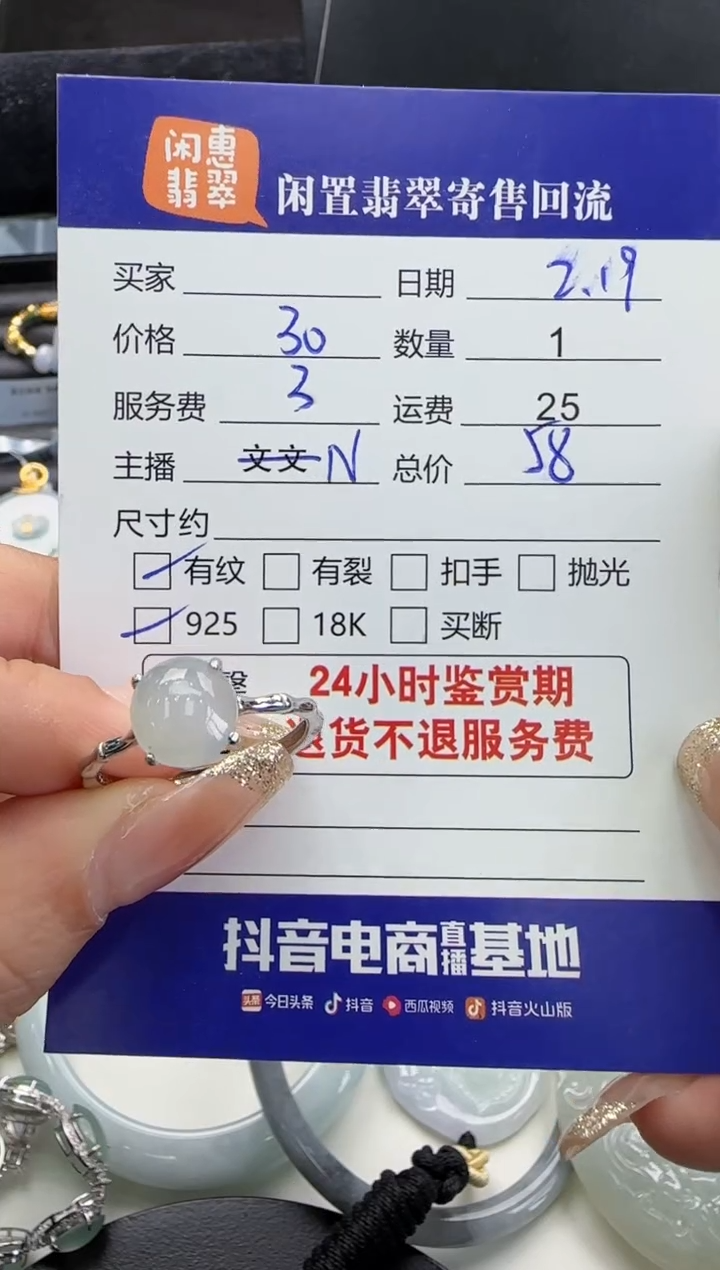 闲惠
翡翠
闲置翡翠寄售回流
买家 日期 2.19
价格 30 数量 1
服务费 3 运费 25
主播 文文 N 总价 58
尺寸约
有纹 有裂 扣手 抛光
925 18K 买断
24小时鉴赏期
退货不退服务费
抖音电商直播基地
头条 今日头条 抖音 西瓜视频 抖音火山版